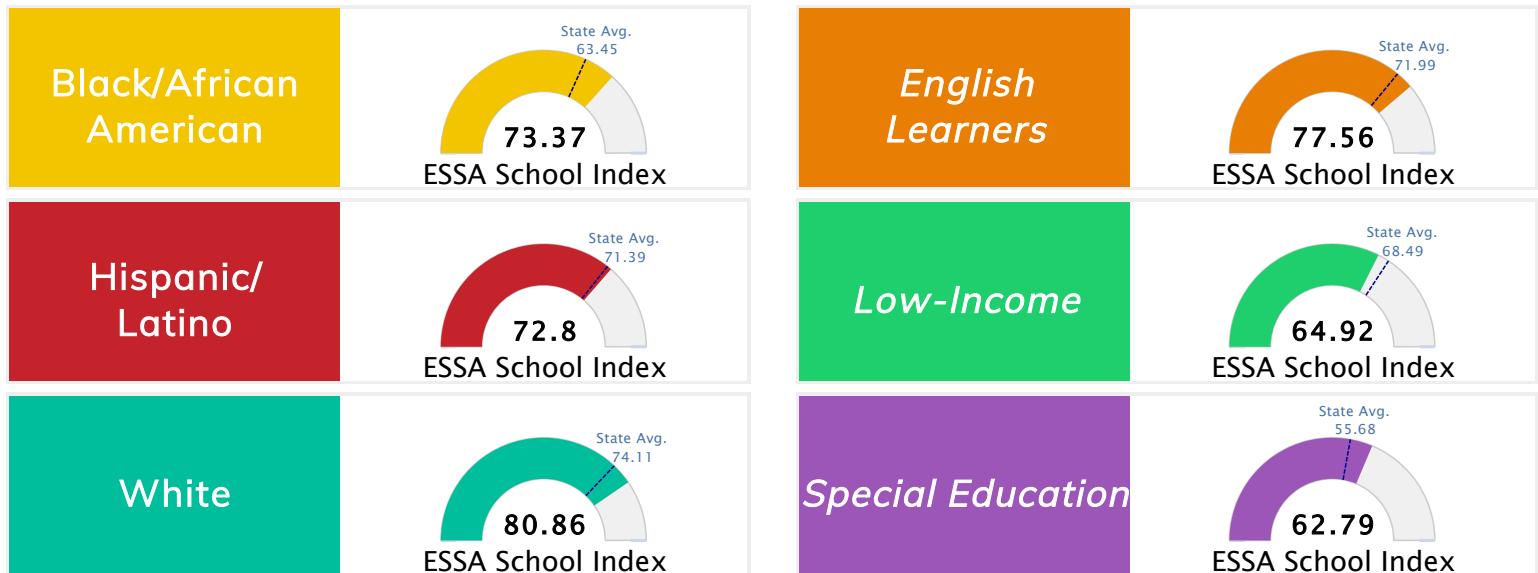 Black/African
American
State Avg.
63.45
73.37
ESSA School Index
English
Learners
State Avg.
71.99
77.56
ESSA School Index
Hispanic/
Latino
State Avg.
71.39
72.8
ESSA School Index
Low-Income
State Avg.
68.49
64.92
ESSA School Index
White
State Avg.
74.11
80.86
ESSA School Index
Special Education
State Avg.
55.68
62.79
ESSA School Index